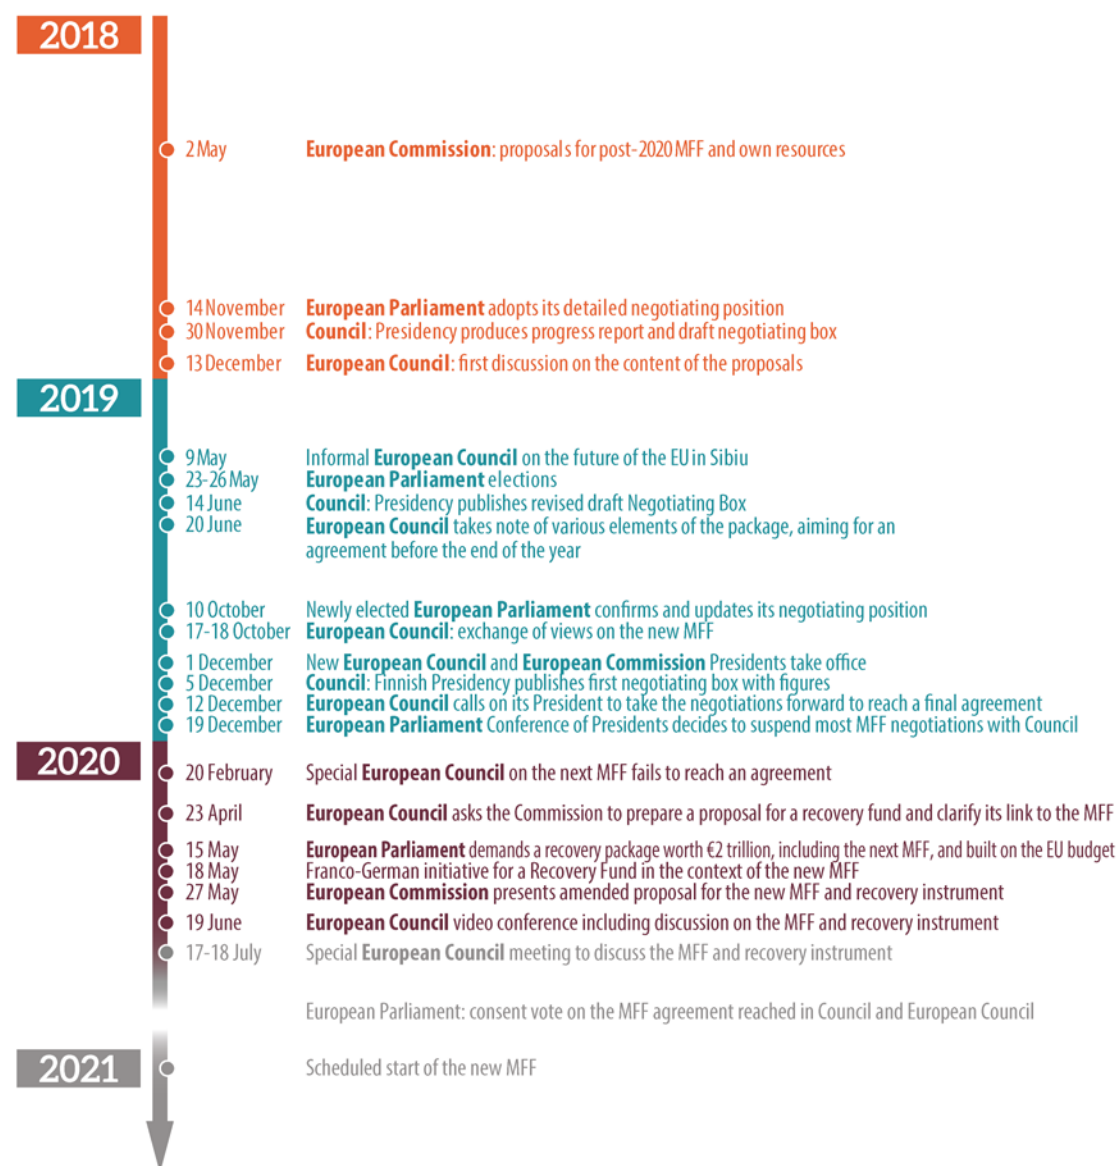 2018
2 May European Commission: proposals for post-2020 MFF and own resources
14 November European Parliament adopts its detailed negotiating position
30 November Council: Presidency produces progress report and draft negotiating box
13 December European Council: first discussion on the content of the proposals
2019
9 May Informal European Council on the future of the EU in Sibiu
23-26 May European Parliament elections
14 June Council: Presidency publishes revised draft Negotiating Box
20 June European Council takes note of various elements of the package, aiming for an
agreement before the end of the year
10 October Newly elected European Parliament confirms and updates its negotiating position
17-18 October European Council: exchange of views on the new MFF
1 December New European Council and European Commission Presidents take office
5 December Council: Finnish Presidency publishes first negotiating box with figures
12 December European Council calls on its President to take the negotiations forward to reach a final agreement
19 December European Parliament Conference of Presidents decides to suspend most MFF negotiations with Council
2020
20 February Special European Council on the next MFF fails to reach an agreement
23 April European Council asks the Commission to prepare a proposal for a recovery fund and clarify its link to the MFF
15 May European Parliament demands a recovery package worth €2 trillion, including the next MFF, and built on the EU budget
18 May Franco-German initiative for a Recovery Fund in the context of the new MFF
27 May European Commission presents amended proposal for the new MFF and recovery instrument
19 June European Council video conference including discussion on the MFF and recovery instrument
17-18 July Special European Council meeting to discuss the MFF and recovery instrument
European Parliament: consent vote on the MFF agreement reached in Council and European Council
2021
Scheduled start of the new MFF